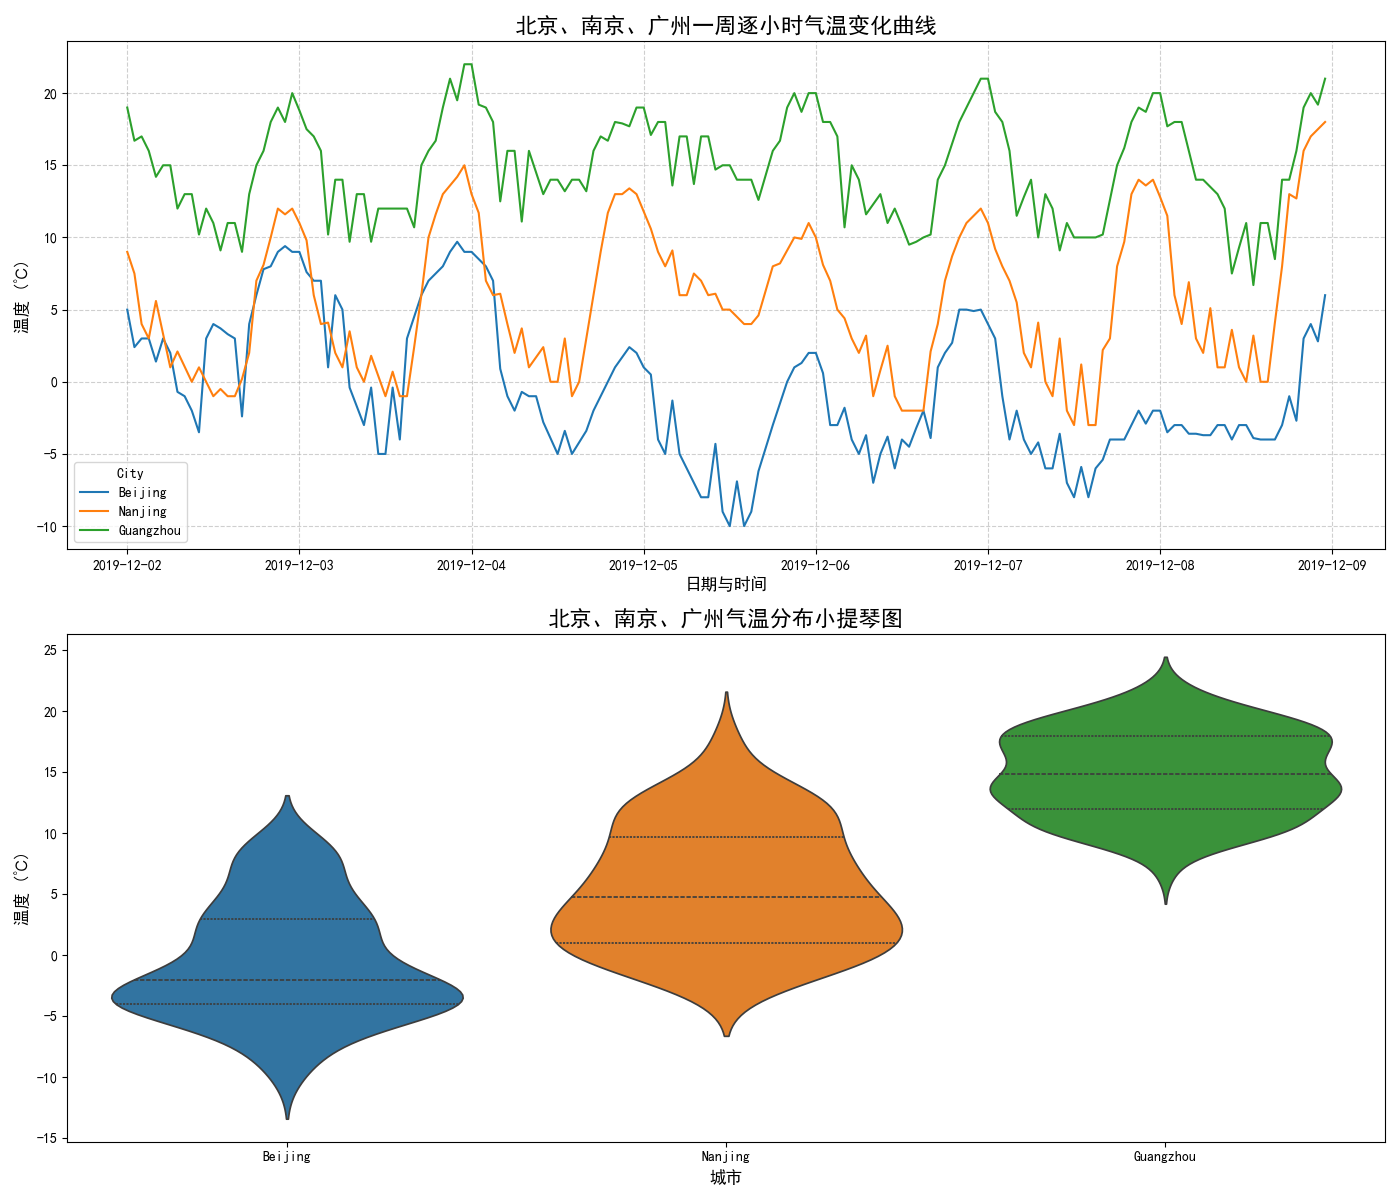 北京、南京、广州一周逐小时气温变化曲线
温度 (℃)
20
15
10
5
0
−5
−10
City
Beijing
Nanjing
Guangzhou
2019-12-02 2019-12-03 2019-12-04 2019-12-05 2019-12-06 2019-12-07 2019-12-08 2019-12-09
日期与时间
北京、南京、广州气温分布小提琴图
温度 (℃)
25
20
15
10
5
0
−5
−10
−15
Beijing Nanjing Guangzhou
城市